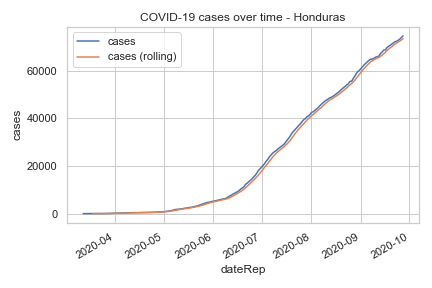 COVID-19 cases over time - Honduras
cases
cases (rolling)
60000
40000
20000
0
cases
2020-04
2020-05
2020-06
2020-07
2020-08
2020-09
2020-10
dateRep